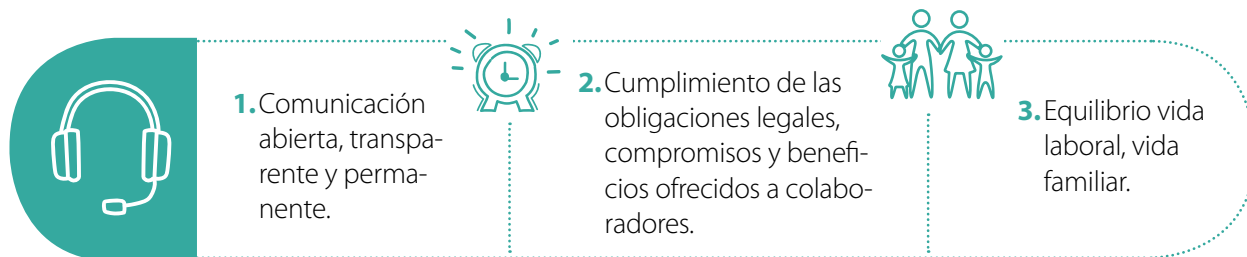 1. Comunicación
abierta, transpa-
rente y perma-
nente.
2. Cumplimiento de las
obligaciones legales,
compromisos y benefi-
cios ofrecidos a colabo-
radores.
3. Equilibrio vida
laboral, vida
familiar.